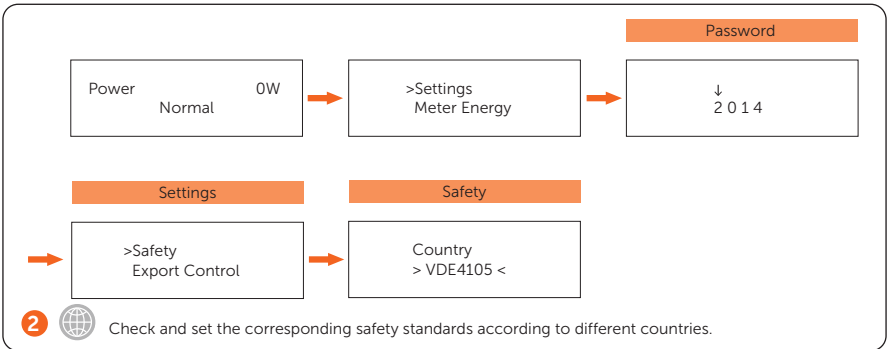 Password
Power 0W
Normal
>Settings
Meter Energy
↓
2 0 1 4
Settings
>Safety
Export Control
Safety
Country
> VDE4105 <
2 Check and set the corresponding safety standards according to different countries.